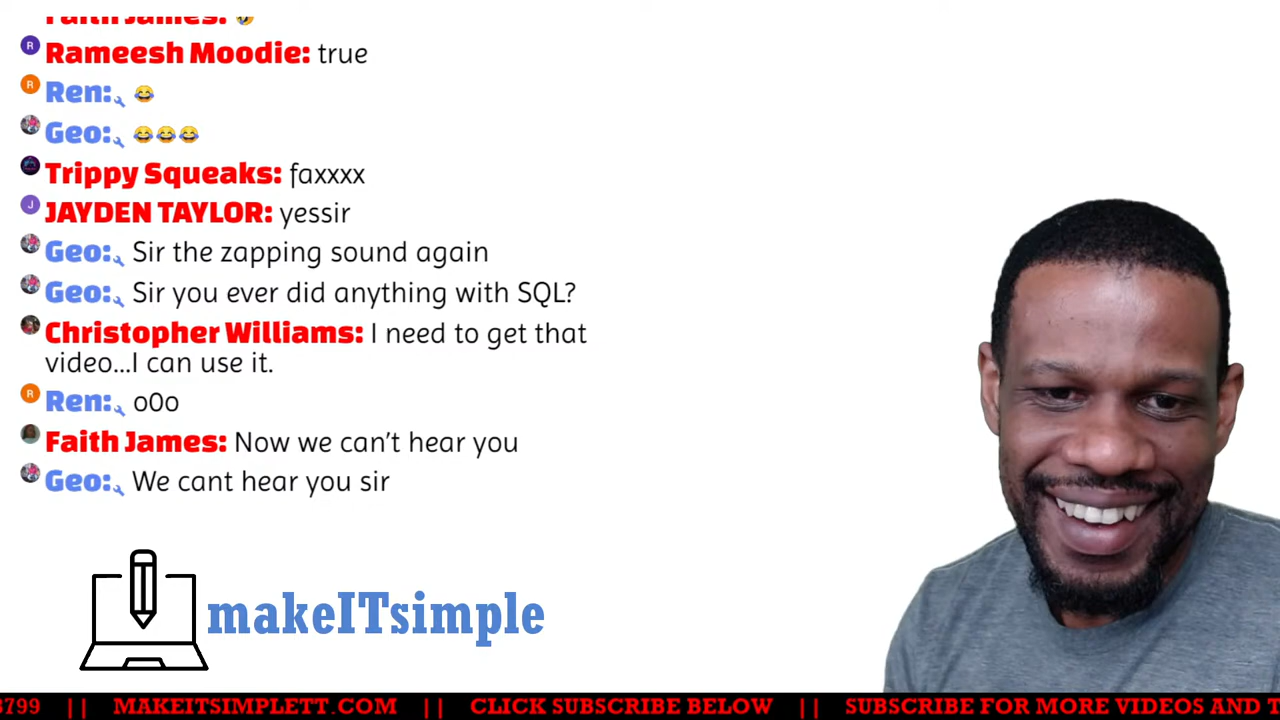 Faith James: 🤣
R Rameesh Moodie: true
R Ren: 😂
Geo: 😂😂😂
Trippy Squeaks: faxxxx
J JAYDEN TAYLOR: yessir
Geo: Sir the zapping sound again
Geo: Sir you ever did anything with SQL?
Christopher Williams: I need to get that
video...I can use it.
R Ren: o0o
Faith James: Now we can't hear you
Geo: We cant hear you sir
makeITsimple
3799 || MAKEITSIMPLETT.COM || CLICK SUBSCRIBE BELOW || SUBSCRIBE FOR MORE VIDEOS AND T